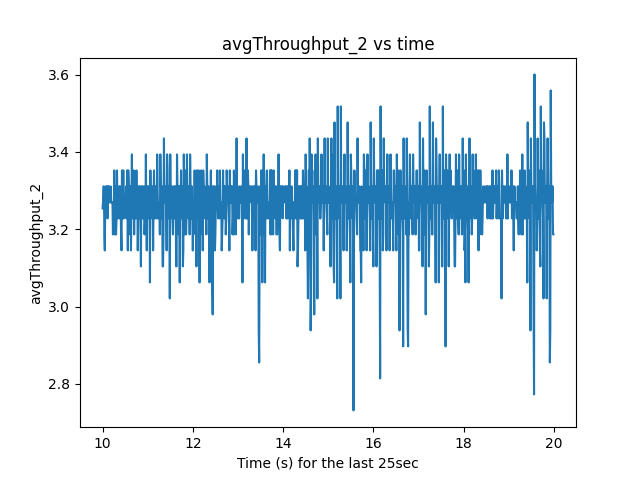 avgThroughput_2 vs time
3.6
3.4
3.2
3.0
2.8
avgThroughput_2
10 12 14 16 18 20
Time (s) for the last 25sec